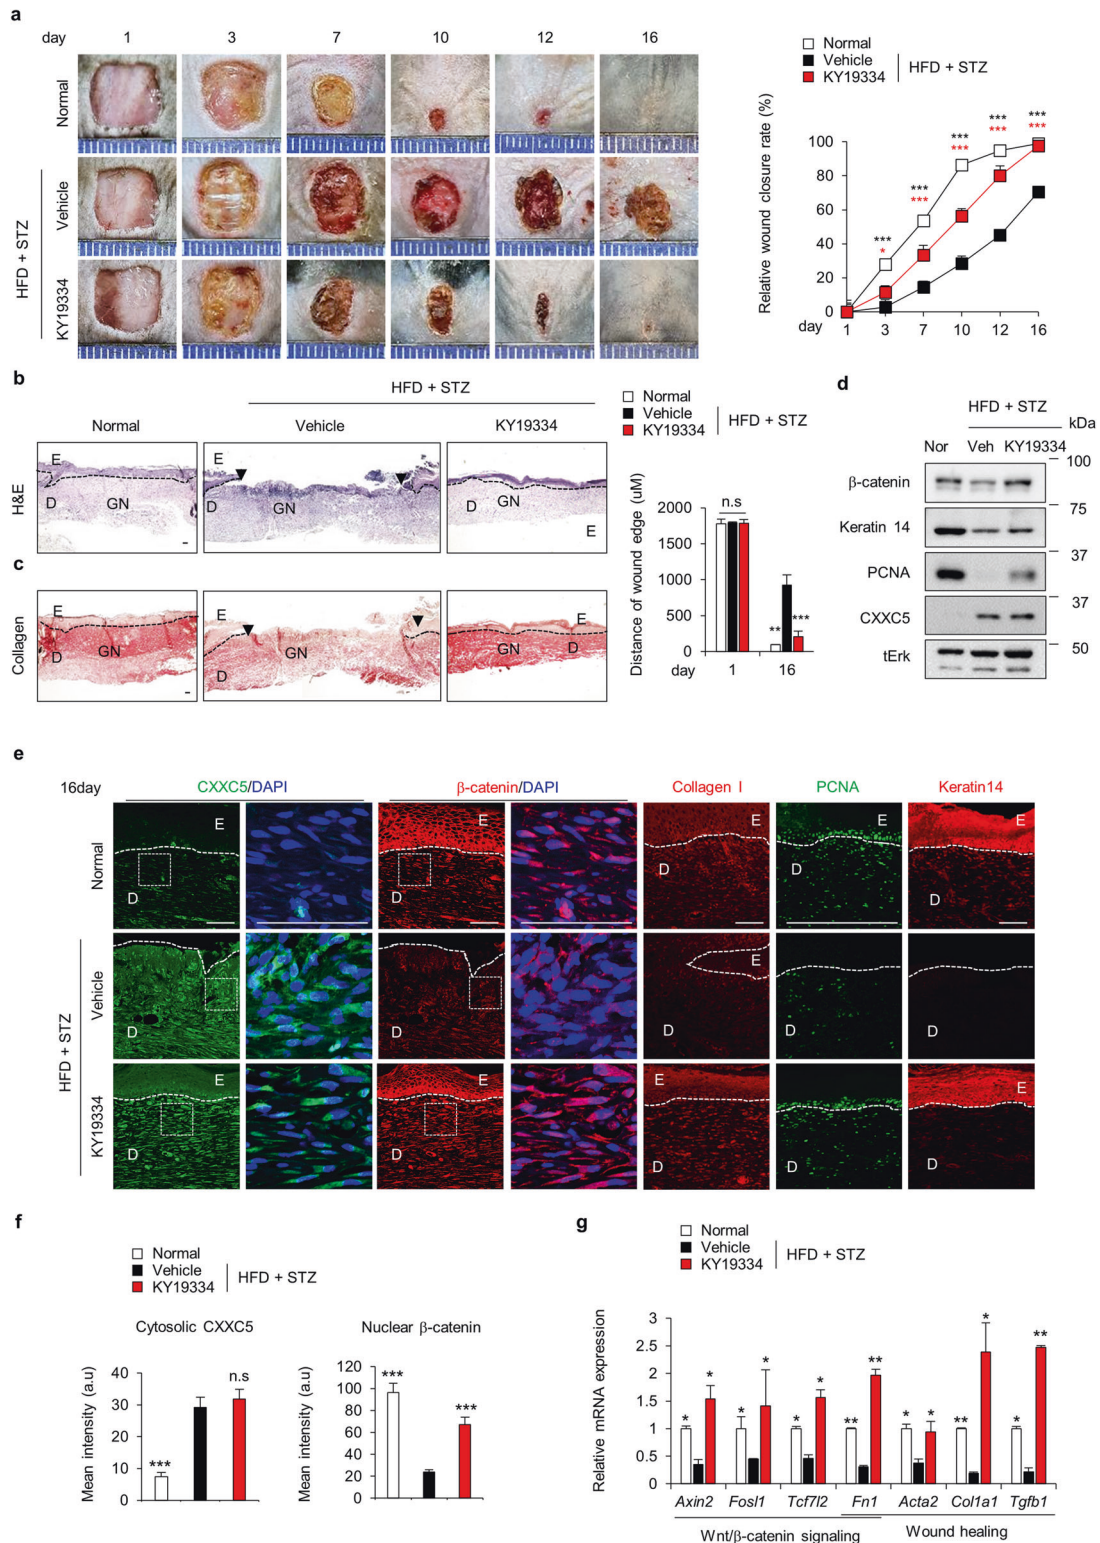 a
day 1 3 7 10 12 16
Normal
Vehicle
KY19334
HFD + STZ
Normal
Vehicle
KY19334
HFD + STZ
Relative wound closure rate (%)
100
80
60
40
20
0
*** *** *** *** *** ***
* *** *** *** ***
day 1 3 7 10 12 16
b
HFD + STZ
Normal Vehicle KY19334
H&E
E D GN
E D GN
D GN E
c
Collagen
E D GN
E D GN
E GN D
Normal
Vehicle
KY19334
HFD + STZ
Distance of wound edge (uM)
2000
1500
1000
500
0
n.s
** ***
day 1 16
d
HFD + STZ
kDa
Nor Veh KY19334
100
β-catenin
75
Keratin 14
37
PCNA
37
CXXC5
50
tErk
e
16day
CXXC5/DAPI β-catenin/DAPI Collagen I PCNA Keratin14
Normal
E E E E
D D D D
Vehicle
E
D D D D
KY19334
E E E E
D D D D D
HFD + STZ
f
Normal
Vehicle
KY19334
HFD + STZ
Cytosolic CXXC5
Mean intensity (a.u)
40
30
20
10
0
*** n.s
Nuclear β-catenin
Mean intensity (a.u)
120
100
80
60
40
20
0
*** ***
g
Normal
Vehicle
KY19334
HFD + STZ
Relative mRNA expression
3
2.5
2
1.5
1
0.5
0
* * * * * * ** ** * * ** * * **
Axin2 Fosl1 Tcf7l2 Fn1 Acta2 Col1a1 Tgfb1
Wnt/β-catenin signaling Wound healing